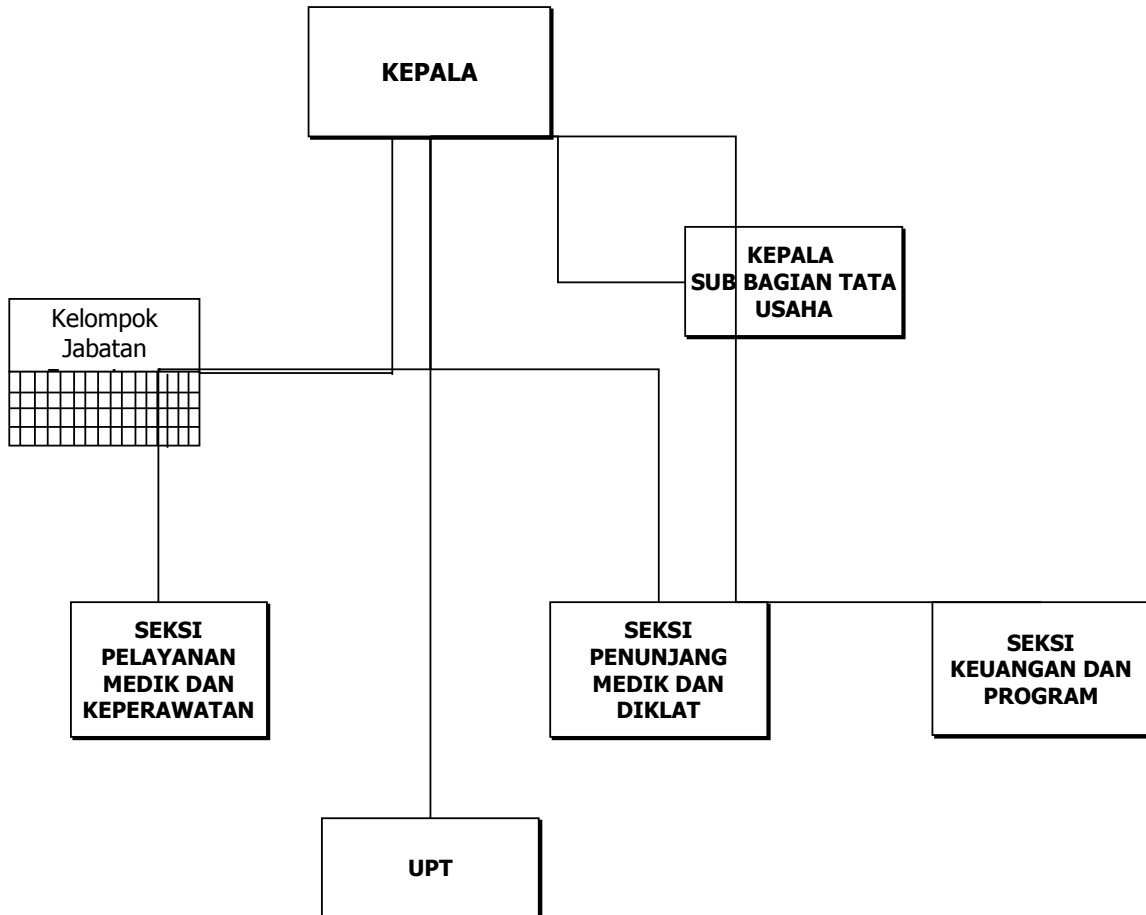 KEPALA
KEPALA
SUB BAGIAN TATA
USAHA
Kelompok
Jabatan
SEKSI
PELAYANAN
MEDIK DAN
KEPERAWATAN
SEKSI
PENUNJANG
MEDIK DAN
DIKLAT
SEKSI
KEUANGAN DAN
PROGRAM
UPT